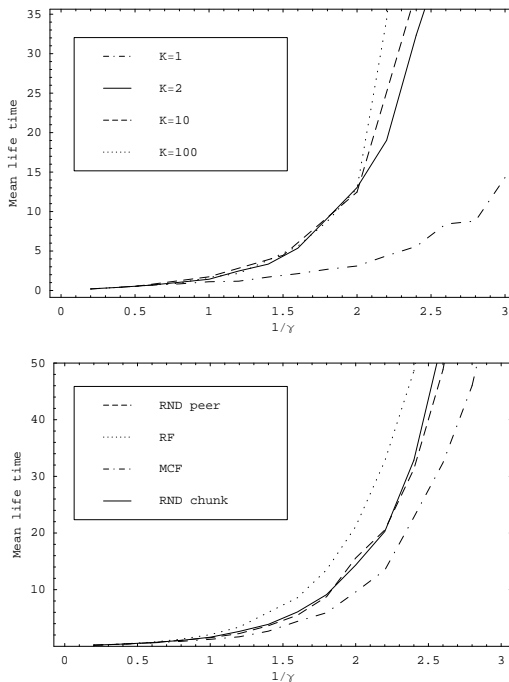 35
30
25
20
15
10
5
0
Mean life time
K=1
K=2
K=10
K=100
0 0.5 1 1.5 2 2.5 3
1/γ
50
40
30
20
10
Mean life time
RND peer
RF
MCF
RND chunk
0 0.5 1 1.5 2 2.5 3
1/γ